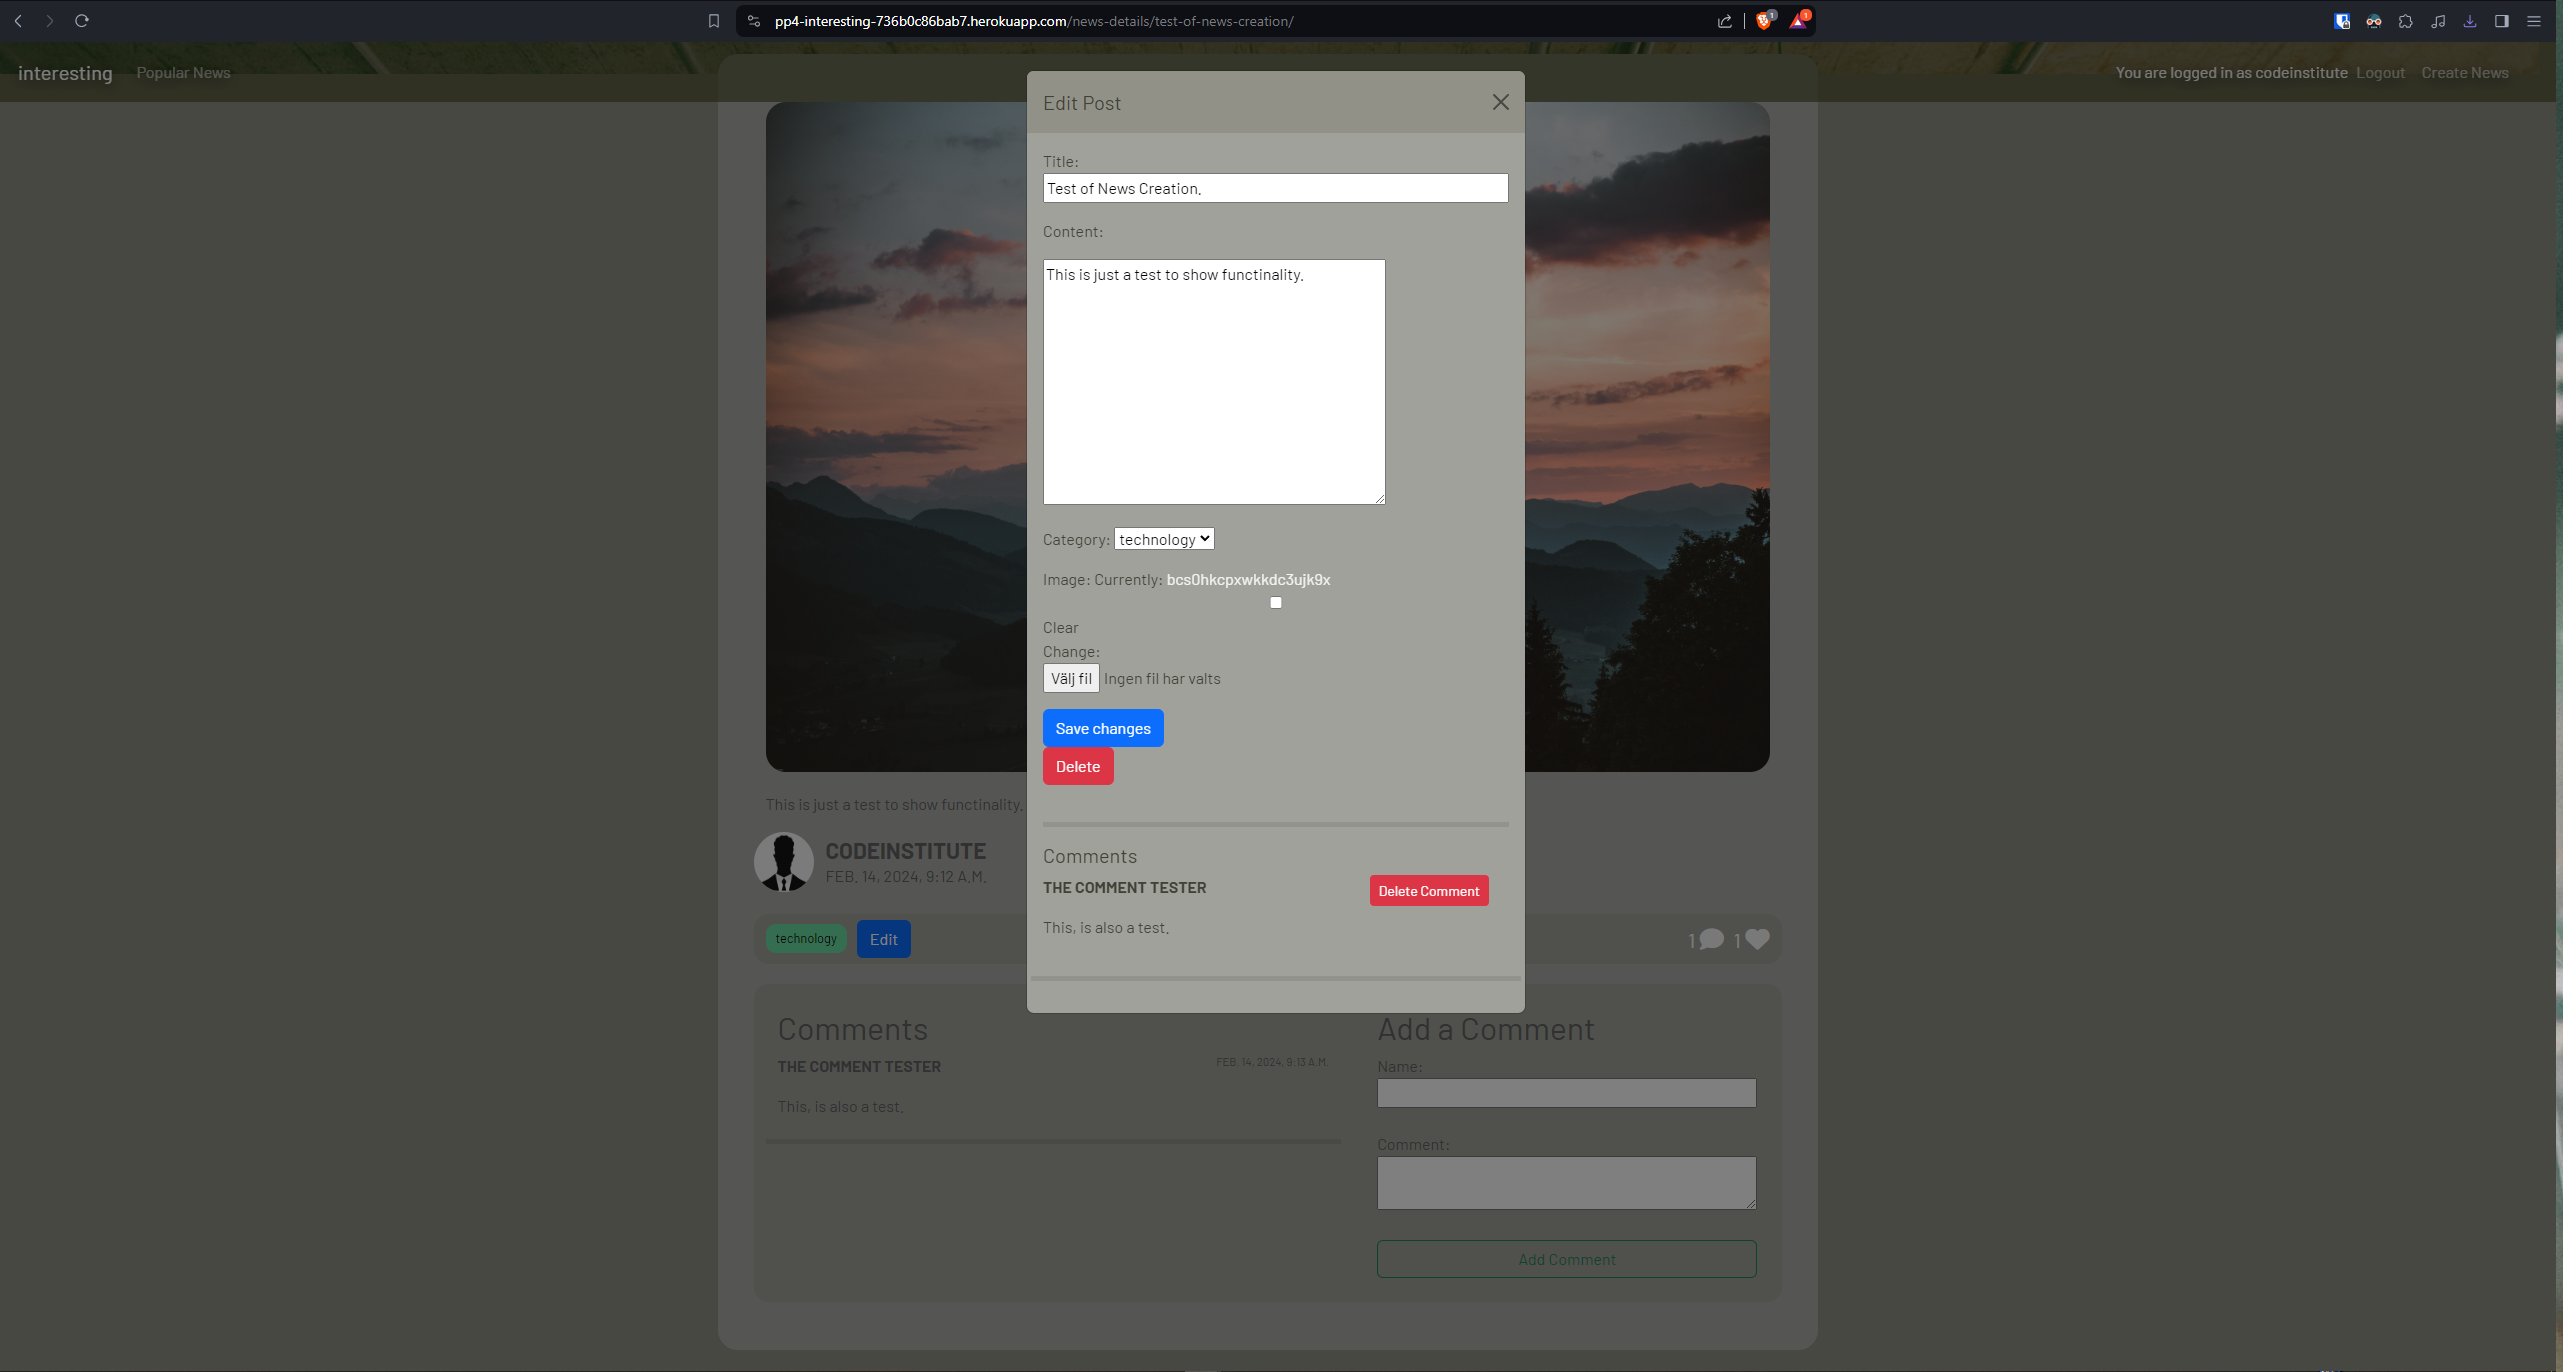 pp4-interesting-736b0c86bab7.herokuapp.com/news-details/test-of-news-creation/
1
1
interesting
Popular News
You are logged in as codeinstitute
Logout
Create News
Edit Post
Title:
Test of News Creation.
Content:
This is just a test to show functinality.
Category: technology
Image: Currently: bcs0hkcpxwkkdc3ujk9x
Clear
Change:
Välj fil Ingen fil har valts
Save changes
Delete
Comments
THE COMMENT TESTER
Delete Comment
This, is also a test.
This is just a test to show functinality.
CODEINSTITUTE
FEB. 14, 2024, 9:12 A.M.
technology
Edit
1
1
Comments
THE COMMENT TESTER
FEB. 14, 2024, 9:13 A.M.
This, is also a test.
Add a Comment
Name:
Comment:
Add Comment